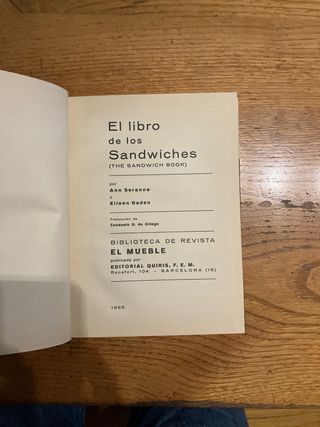 El libro
de los
Sandwiches
(THE SANDWICH BOOK)
por
Ann Seranne
y
Eileen Gaden
Traducción de
Consuelo G. de Ortega
BIBLIOTECA DE REVISTA
EL MUEBLE
publicada por
EDITORIAL QUIRIS, F. E. M.
Rocafort, 104 - BARCELONA (15)
1965